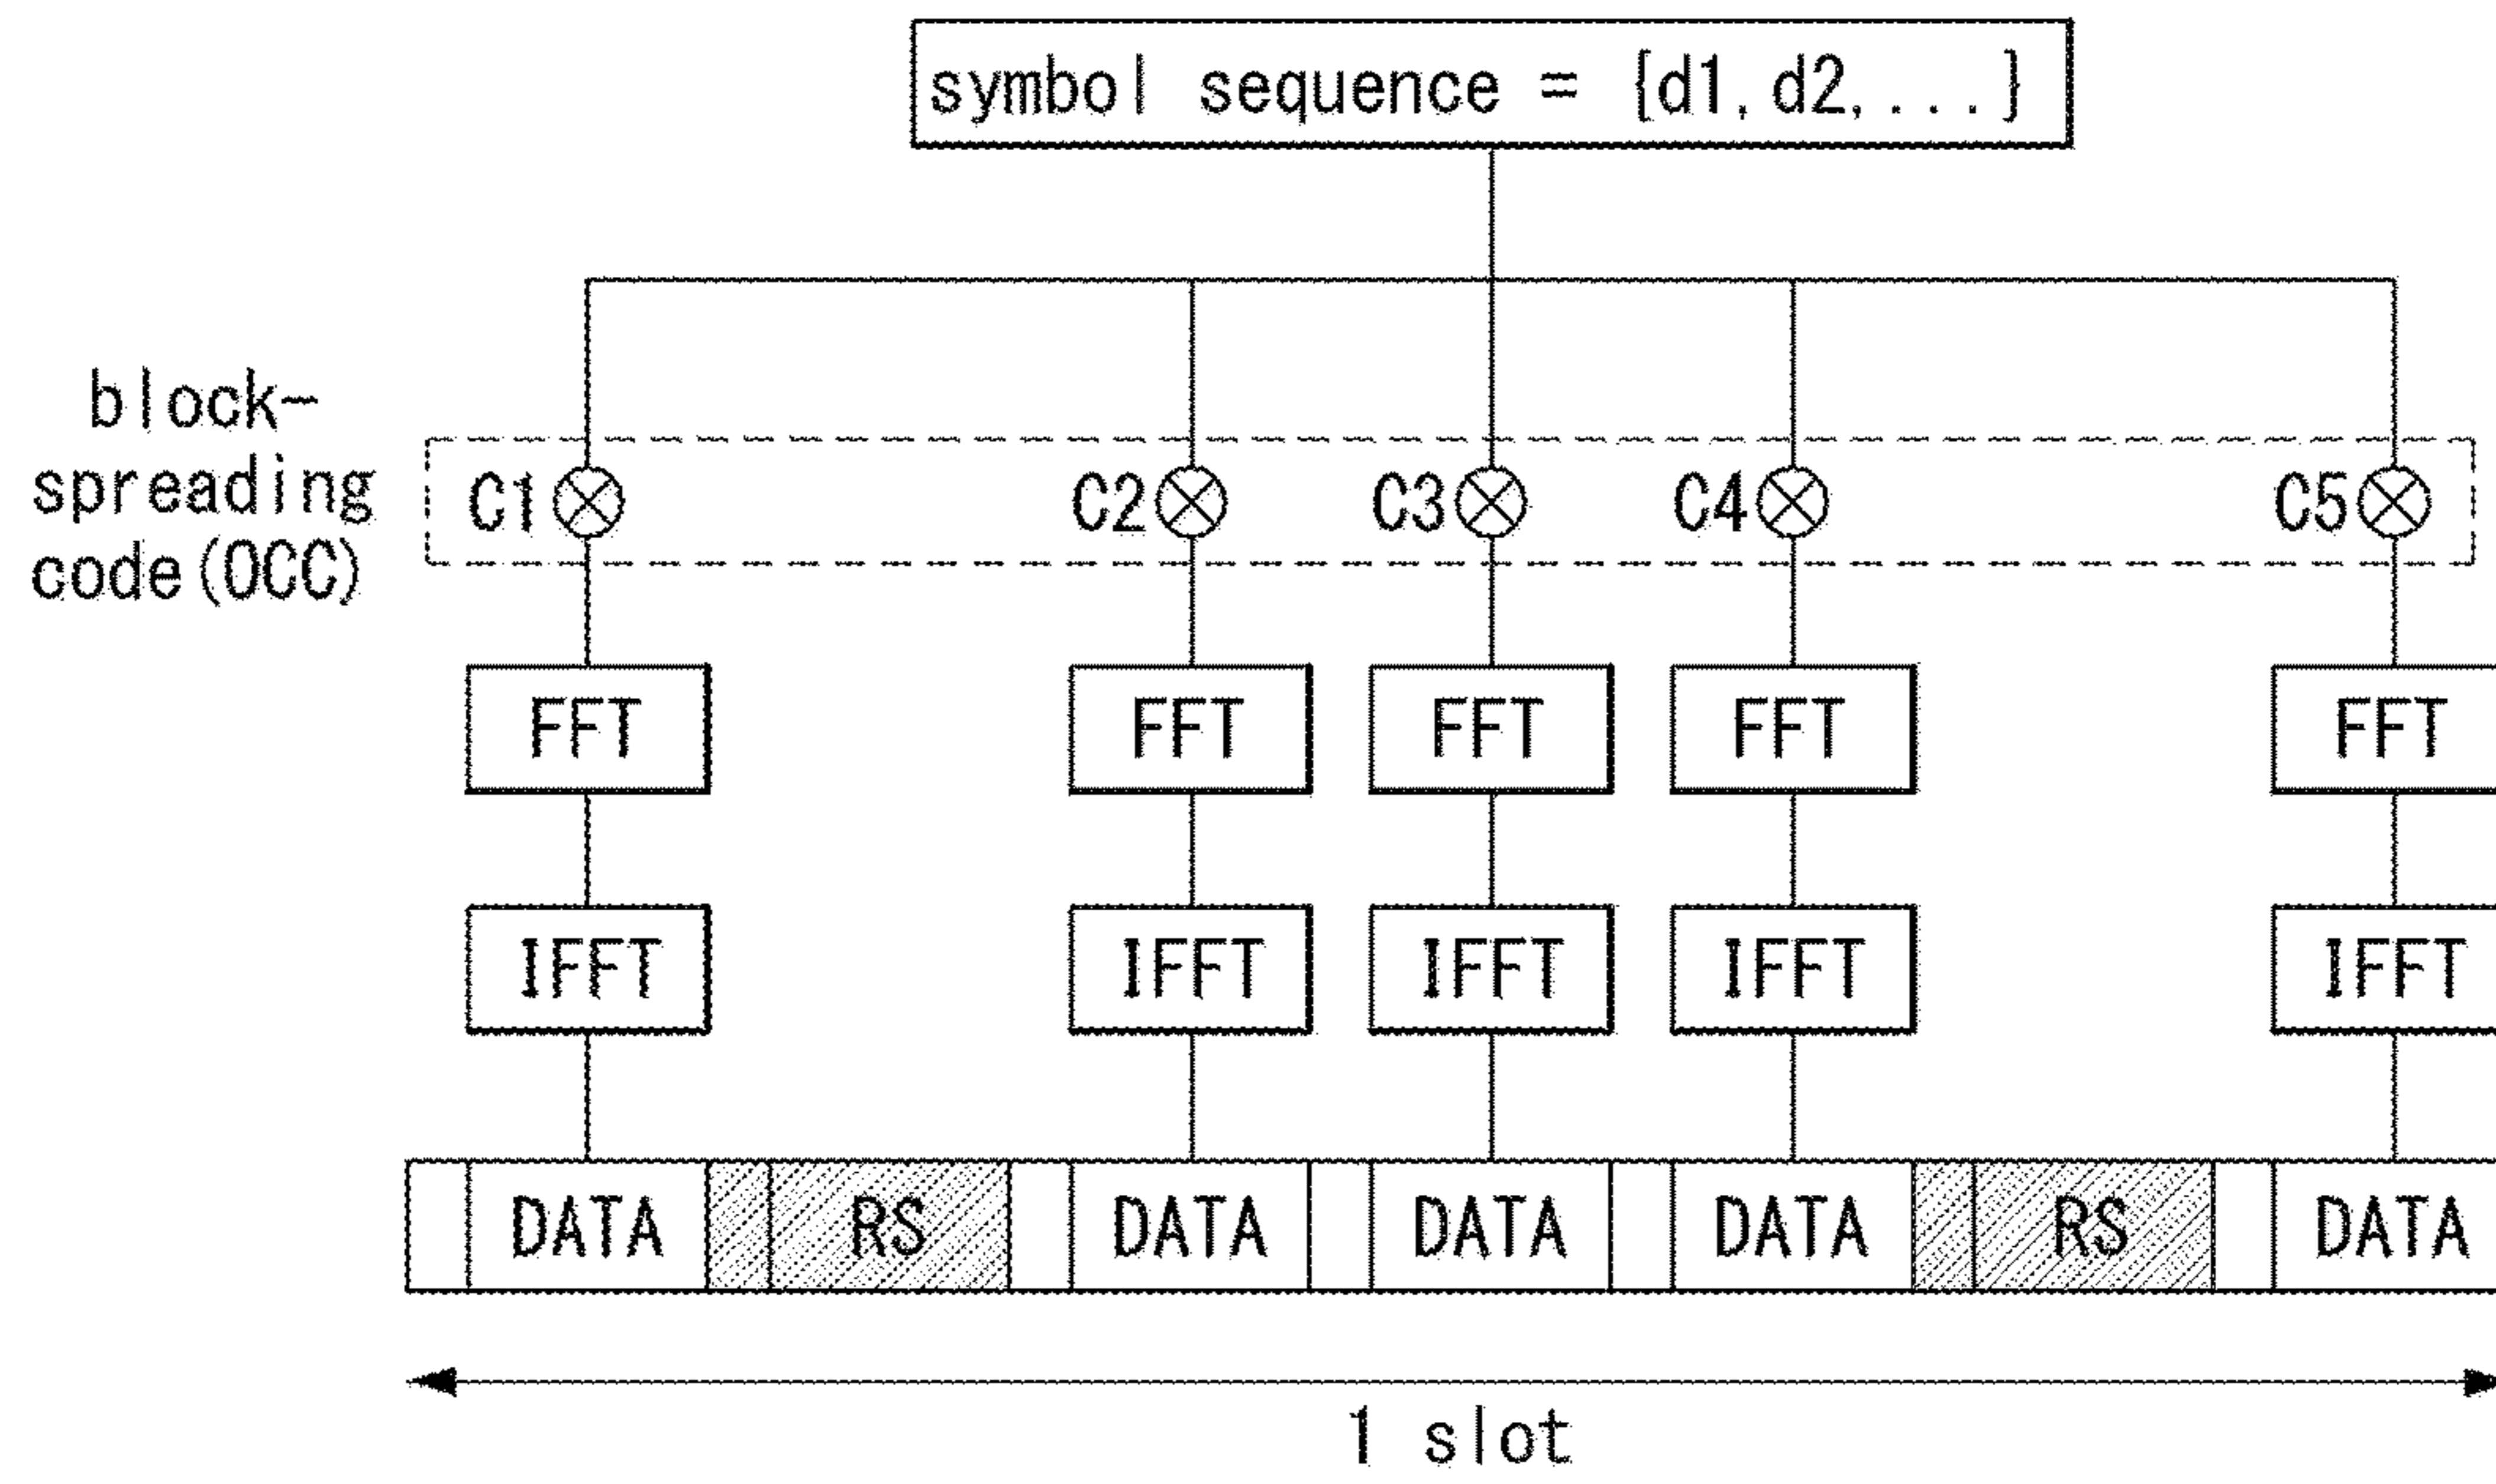 symbol sequence = {d1, d2, ...}
block-
spreading
code(OCC)
C1
C2
C3
C4
C5
FFT
FFT
FFT
FFT
FFT
IFFT
IFFT
IFFT
IFFT
IFFT
DATA
RS
DATA
DATA
DATA
RS
DATA
1 slot